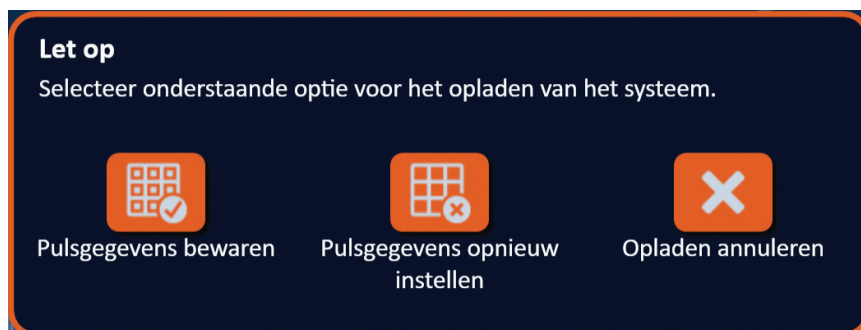 Let op
Selecteer onderstaande optie voor het opladen van het systeem.
Pulsgegevens bewaren
Pulsgegevens opnieuw
instellen
Opladen annuleren